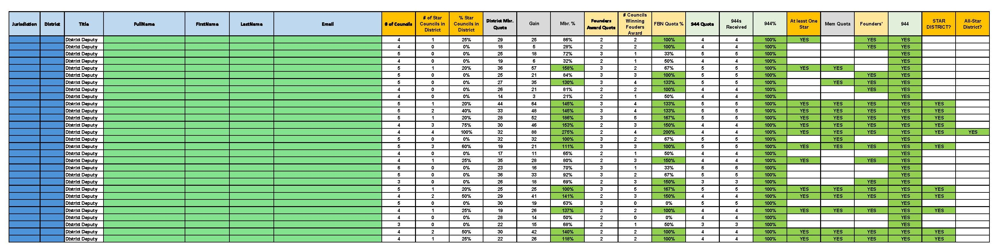 Jurisdiction District Title FullName FirstName LastName Email # of Councils # of Star Councils in District % Star Councils in District District Mbr. Quota Gain Mbr. % Founders Award Quota # Councils Winning Fouders Award FBN Quota % 944 Quota 944s Received 944% At least One Star Mem Quota Founders' 944 STAR DISTRICT? All-Star District?
District Deputy 4 1 25% 29 25 86% 2 2 100% 4 4 100% YES YES YES
District Deputy 4 0 0% 18 5 28% 2 2 100% 4 4 100% YES YES
District Deputy 5 0 0% 25 18 72% 3 1 33% 5 5 100% YES
District Deputy 4 0 0% 19 6 32% 2 1 50% 4 4 100% YES
District Deputy 5 1 20% 36 57 158% 3 2 67% 5 5 100% YES YES YES
District Deputy 5 0 0% 25 21 84% 3 3 100% 5 5 100% YES YES
District Deputy 5 0 0% 27 35 130% 3 4 133% 5 5 100% YES YES YES
District Deputy 4 0 0% 26 21 81% 2 2 100% 4 4 100% YES YES
District Deputy 4 0 0% 14 3 21% 2 1 50% 4 4 100% YES
District Deputy 5 1 20% 44 64 145% 3 4 133% 5 5 100% YES YES YES YES YES
District Deputy 5 2 40% 33 48 145% 3 4 133% 5 5 100% YES YES YES YES YES
District Deputy 5 1 20% 28 52 186% 3 5 167% 5 5 100% YES YES YES YES YES
District Deputy 4 3 75% 30 46 153% 2 3 150% 4 4 100% YES YES YES YES YES
District Deputy 4 4 100% 32 88 275% 2 4 200% 4 4 100% YES YES YES YES YES YES
District Deputy 5 0 0% 32 32 100% 3 2 67% 5 5 100% YES YES
District Deputy 5 3 60% 19 21 111% 3 3 100% 5 5 100% YES YES YES YES YES
District Deputy 4 0 0% 17 11 65% 2 1 50% 4 4 100% YES
District Deputy 4 1 25% 35 28 80% 2 3 150% 4 4 100% YES YES YES
District Deputy 6 0 0% 23 16 70% 3 1 33% 6 6 100% YES
District Deputy 5 0 0% 36 33 92% 3 2 67% 5 5 100% YES
District Deputy 3 0 0% 26 18 69% 2 3 150% 3 3 100% YES YES
District Deputy 5 1 20% 25 25 100% 3 5 167% 5 5 100% YES YES YES YES YES
District Deputy 4 2 50% 29 41 141% 2 3 150% 4 4 100% YES YES YES YES YES
District Deputy 5 0 0% 30 19 63% 3 0 0% 5 5 100% YES
District Deputy 4 1 25% 19 26 137% 2 2 100% 4 4 100% YES YES YES YES YES
District Deputy 4 0 0% 28 14 50% 2 0 0% 4 4 100% YES
District Deputy 3 0 0% 22 15 68% 2 1 50% 3 3 100% YES
District Deputy 4 2 50% 30 42 140% 2 2 100% 4 4 100% YES YES YES YES YES
District Deputy 4 1 25% 22 26 118% 2 2 100% 4 4 100% YES YES YES YES YES